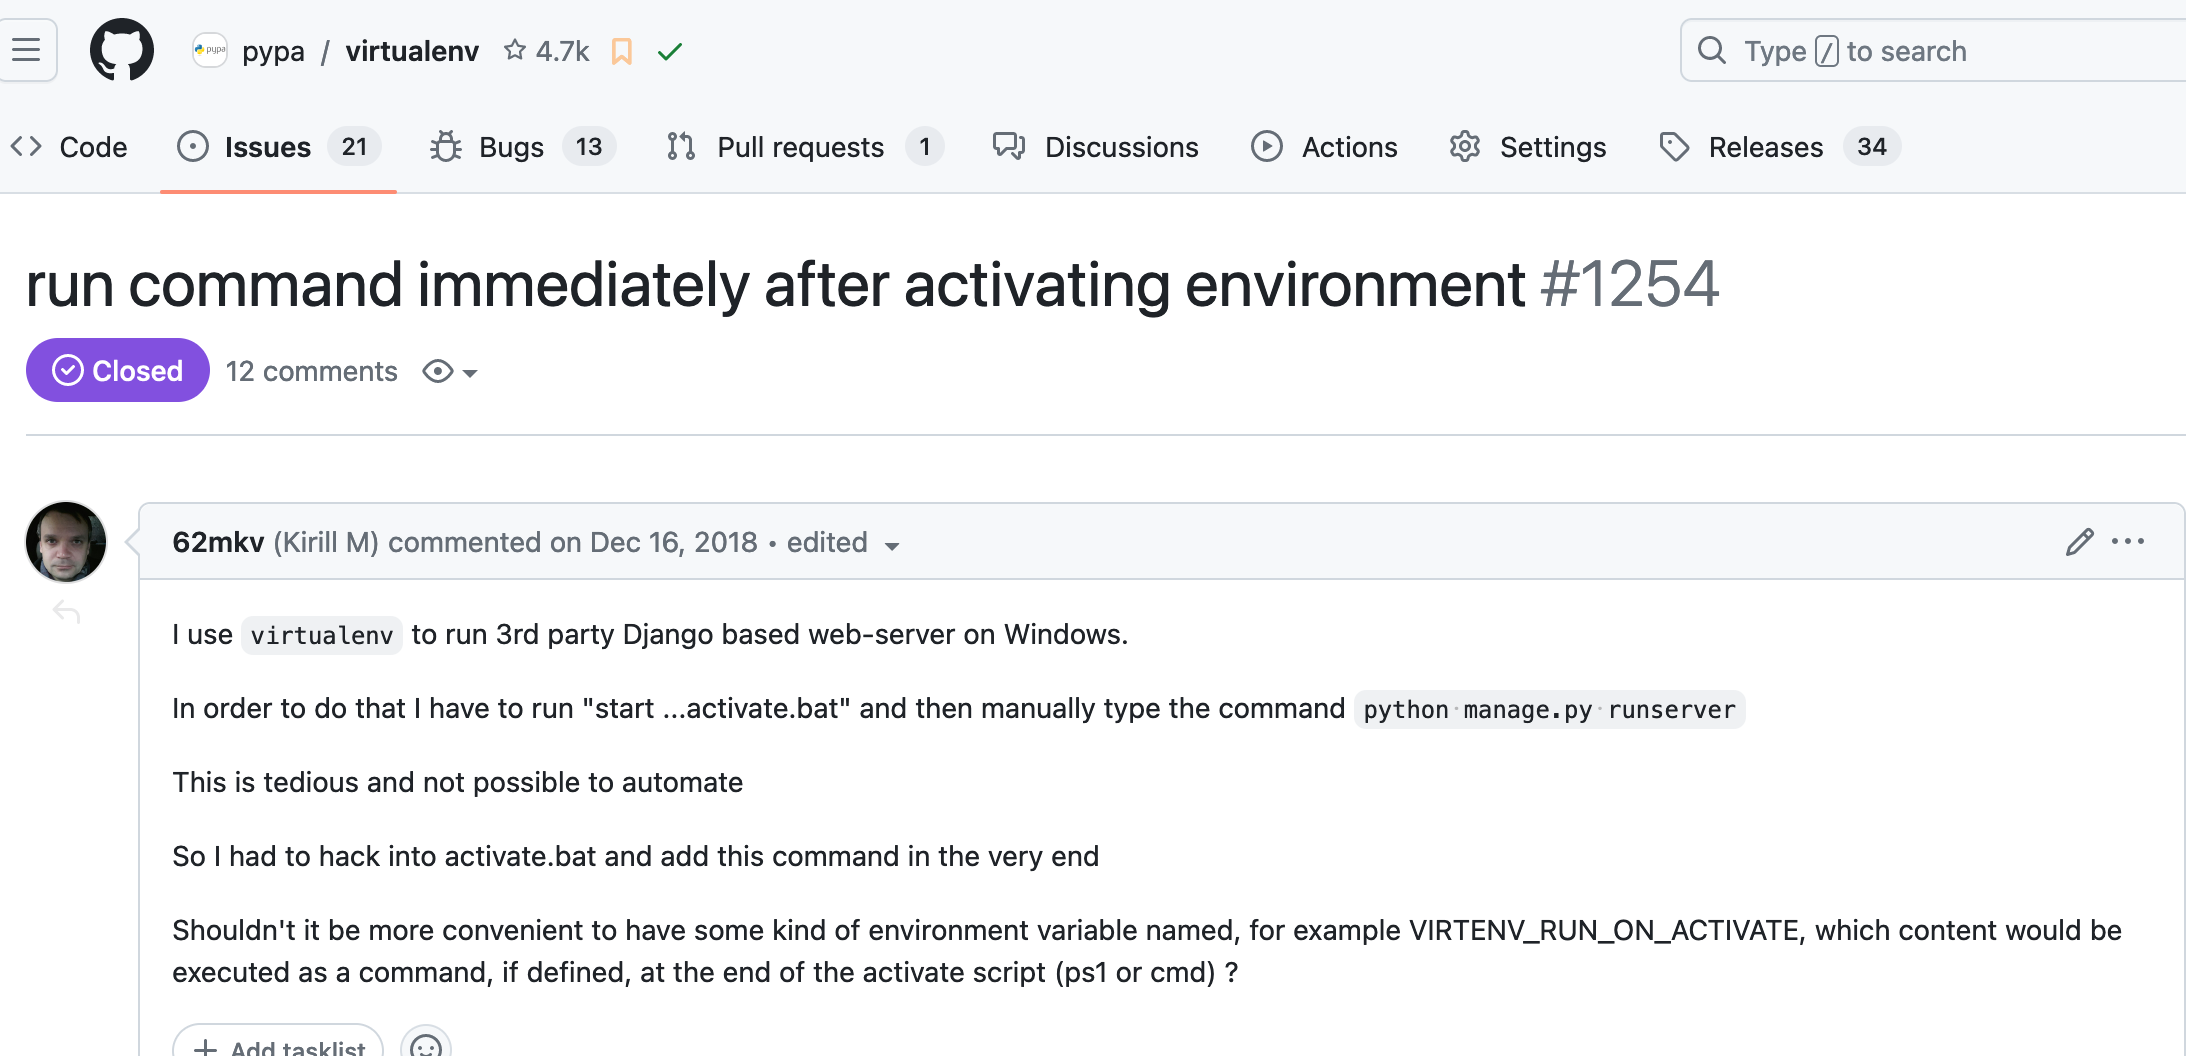 pypa pypa / virtualenv 4.7k Type / to search
Code Issues 21 Bugs 13 Pull requests 1 Discussions Actions Settings Releases 34
run command immediately after activating environment #1254
Closed 12 comments
62mkv (Kirill M) commented on Dec 16, 2018 • edited
I use virtualenv to run 3rd party Django based web-server on Windows.
In order to do that I have to run "start ...activate.bat" and then manually type the command python·manage.py·runserver
This is tedious and not possible to automate
So I had to hack into activate.bat and add this command in the very end
Shouldn't it be more convenient to have some kind of environment variable named, for example VIRTENV_RUN_ON_ACTIVATE, which content would be
executed as a command, if defined, at the end of the activate script (ps1 or cmd) ?
Add tasklist